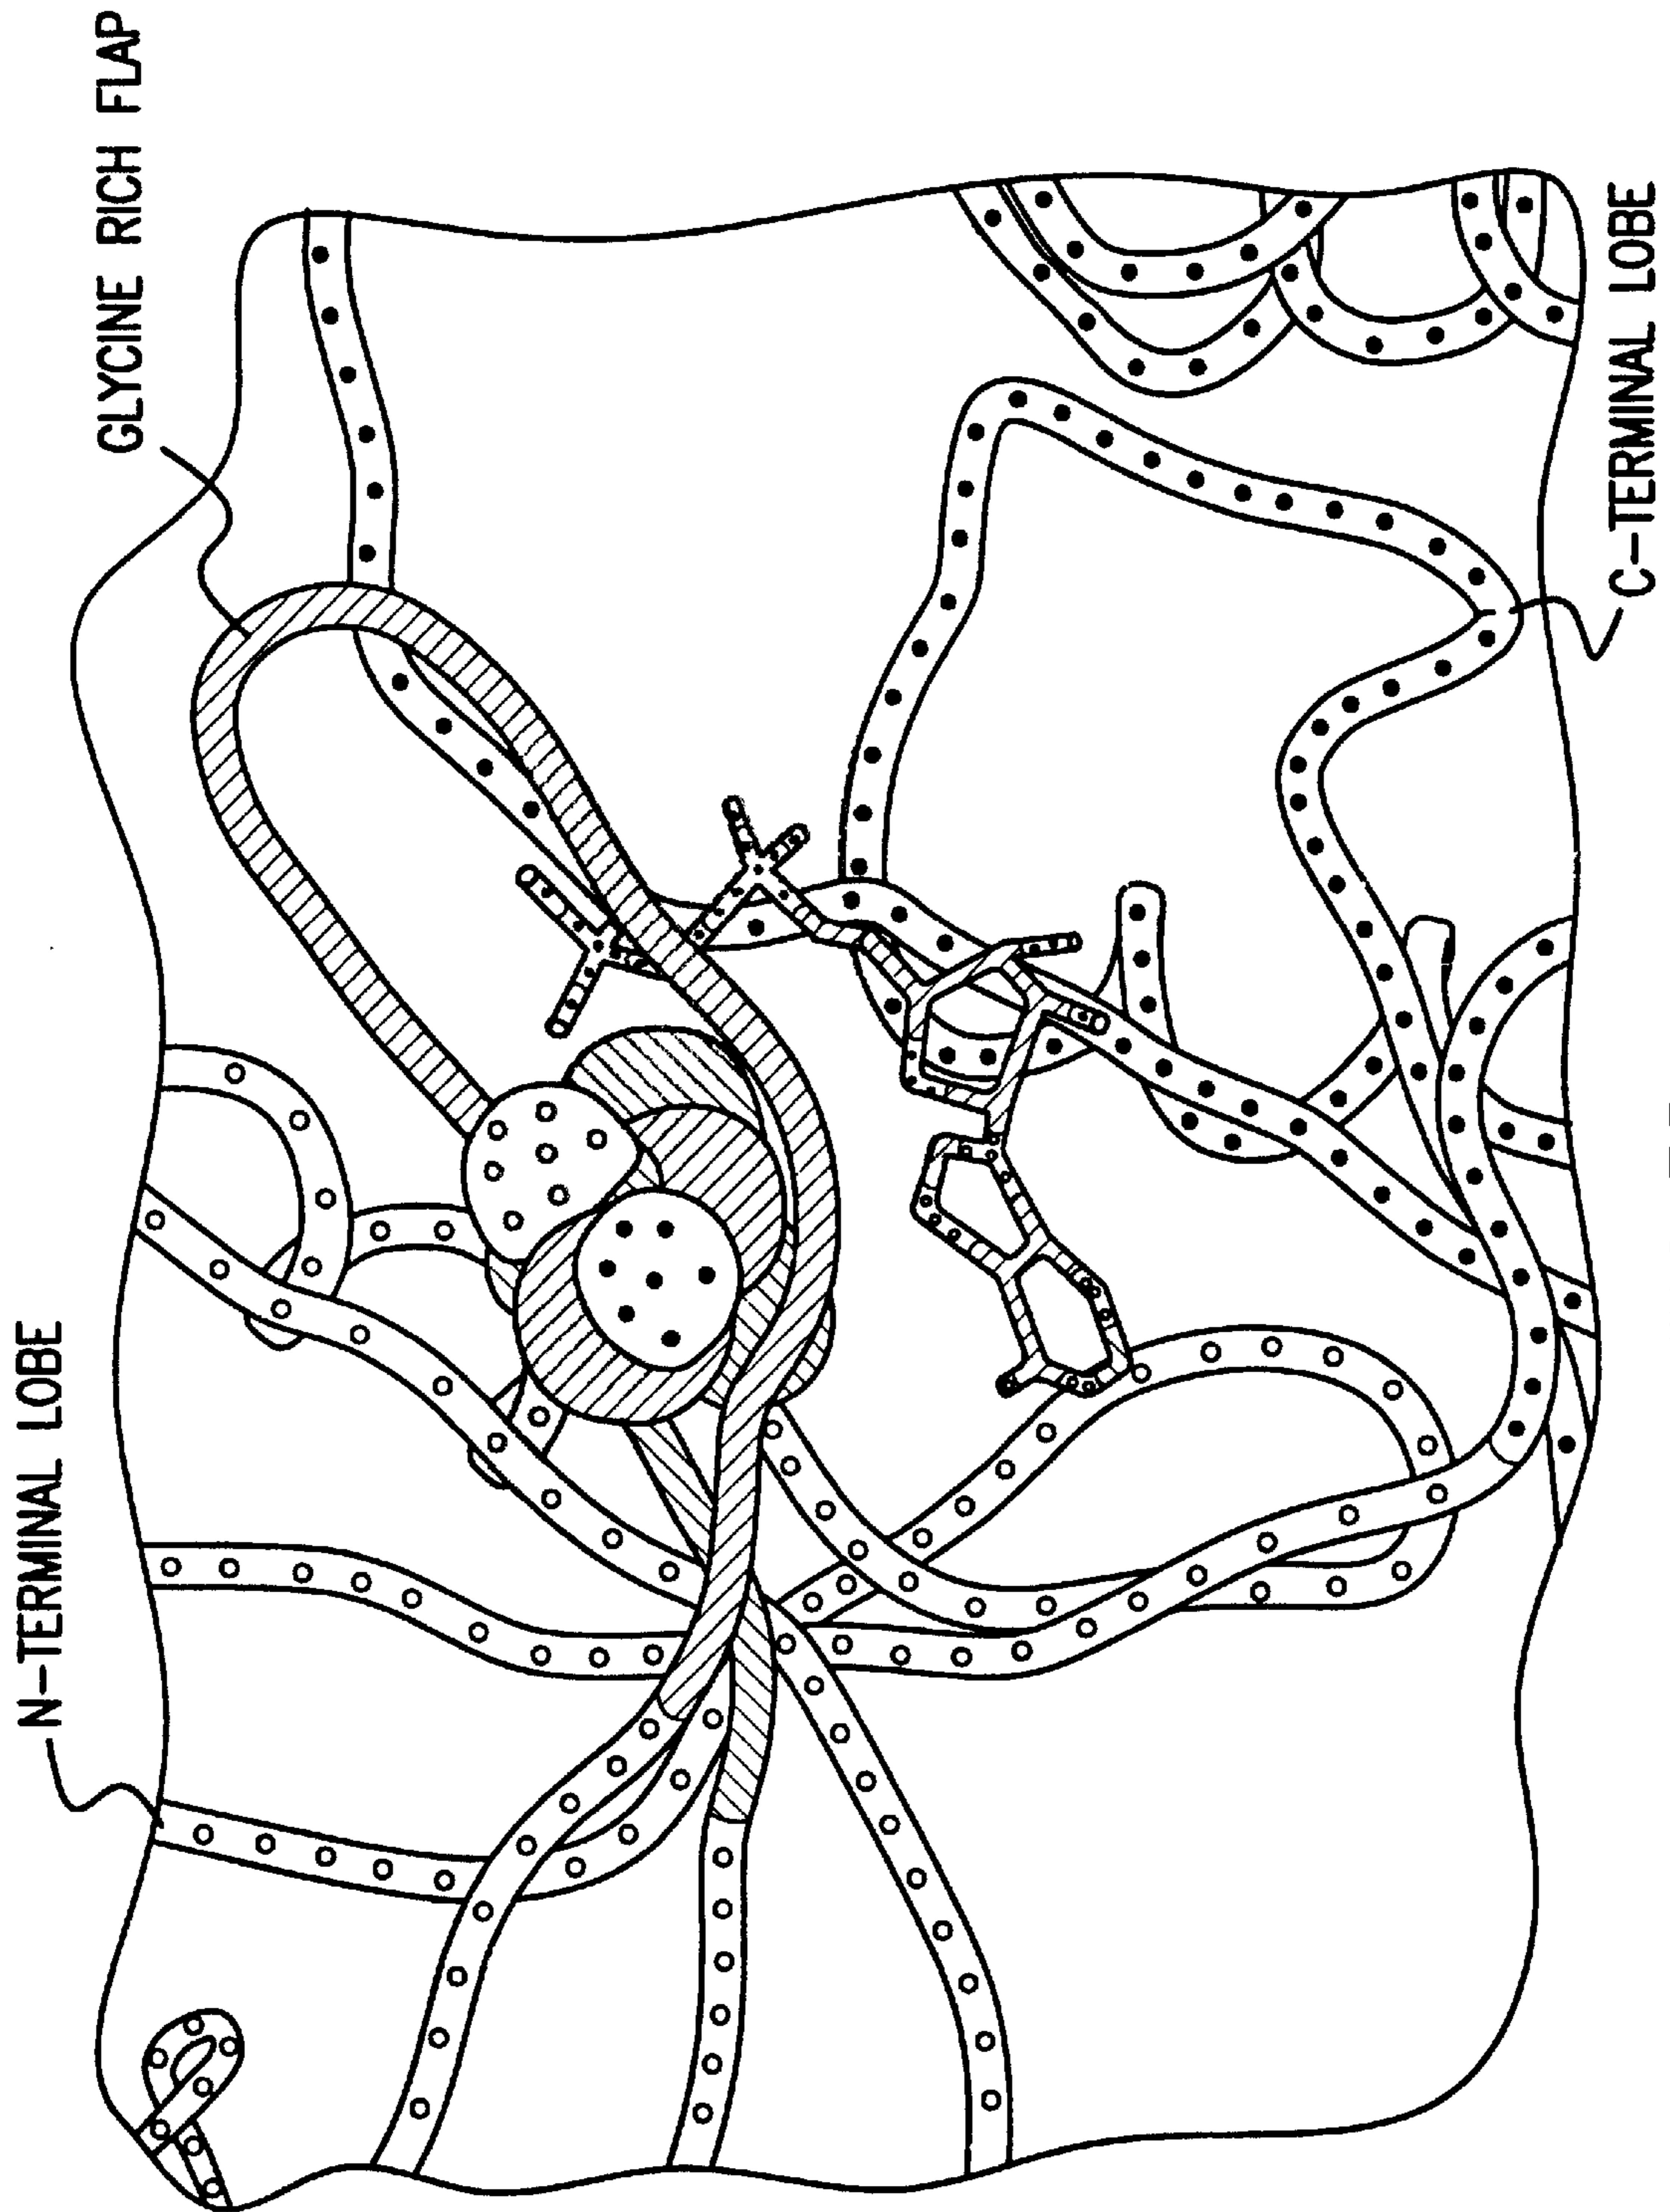 N-TERMINAL LOBE
GLYCINE RICH FLAP
C-TERMINAL LOBE